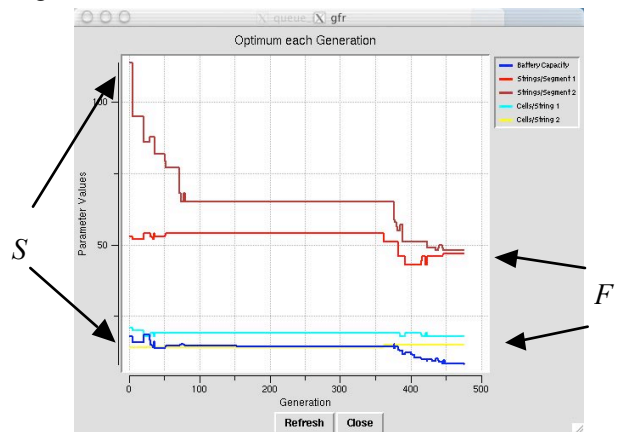 queue X gfr
Optimum each Generation
Battery Capacity
Strings/Segment 1
Strings/Segment 2
Cells/String 1
Cells/String 2
100
50
Parameter Values
S
F
0 100 200 300 400 500
Generation
Refresh Close